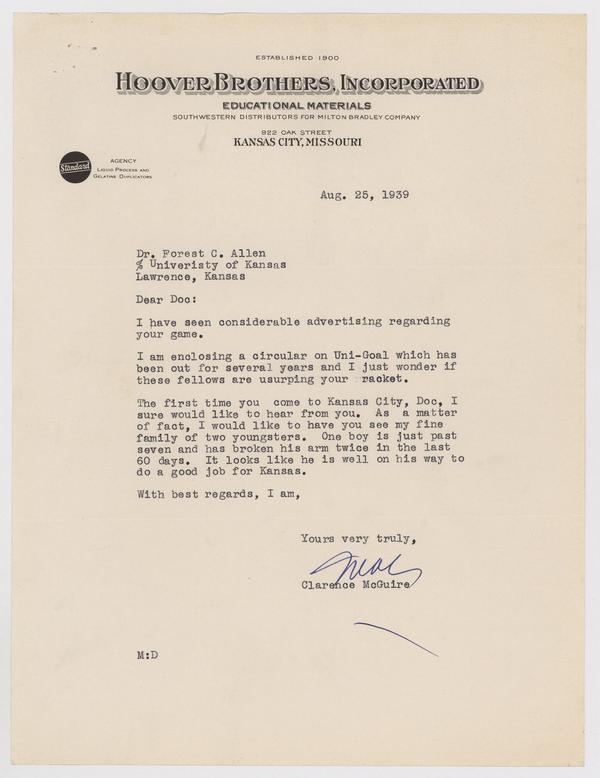 ESTABLISHED 1900
HOOVER BROTHERS, INCORPORATED
EDUCATIONAL MATERIALS
SOUTHWESTERN DISTRIBUTORS FOR MILTON BRADLEY COMPANY
922 OAK STREET
KANSAS CITY, MISSOURI
Standard
AGENCY
LIQUID PROCESS AND
GELATINE DUPLICATORS
Aug. 25, 1939
Dr. Forest C. Allen
% Univeristy of Kansas
Lawrence, Kansas
Dear Doc:
I have seen considerable advertising regarding
your game.
I am enclosing a circular on Uni-Goal which has
been out for several years and I just wonder if
these fellows are usurping your racket.
The first time you come to Kansas City, Doc, I
sure would like to hear from you. As a matter
of fact, I would like to have you see my fine
family of two youngsters. One boy is just past
seven and has broken his arm twice in the last
60 days. It looks like he is well on his way to
do a good job for Kansas.
With best regards, I am,
Yours very truly,
Mac
Clarence McGuire
M:D